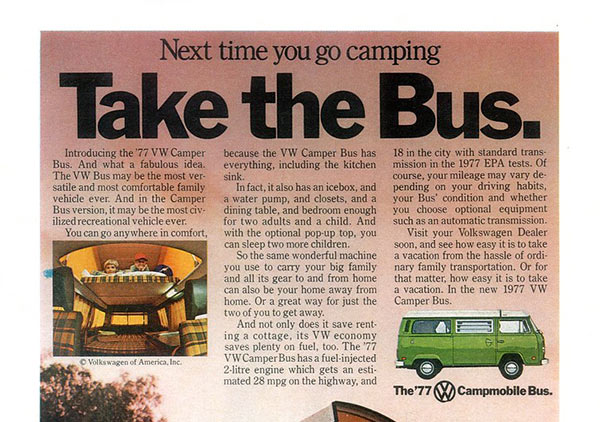 Next time you go camping
Take the Bus.
Introducing the '77 VW Camper
Bus. And what a fabulous idea.
The VW Bus may be the most ver-
satile and most comfortable family
vehicle ever. And in the Camper
Bus version, it may be the most civ-
ilized recreational vehicle ever.
You can go anywhere in comfort,
© Volkswagen of America, Inc.
because the VW Camper Bus has
everything, including the kitchen
sink.
In fact, it also has an icebox, and
a water pump, and closets, and a
dining table, and bedroom enough
for two adults and a child. And
with the optional pop-up top, you
can sleep two more children.
So the same wonderful machine
you use to carry your big family
and all its gear to and from home
can also be your home away from
home. Or a great way for just the
two of you to get away.
And not only does it save rent-
ing a cottage, its VW economy
saves plenty on fuel, too. The '77
VW Camper Bus has a fuel-injected
2-litre engine which gets an esti-
mated 28 mpg on the highway, and
18 in the city with standard trans-
mission in the 1977 EPA tests. Of
course, your mileage may vary de-
pending on your driving habits,
your Bus' condition and whether
you choose optional equipment
such as an automatic transmission.
Visit your Volkswagen Dealer
soon, and see how easy it is to take
a vacation from the hassle of ordi-
nary family transportation. Or for
that matter, how easy it is to take
a vacation. In the new 1977 VW
Camper Bus.
The '77 VW Campmobile Bus.